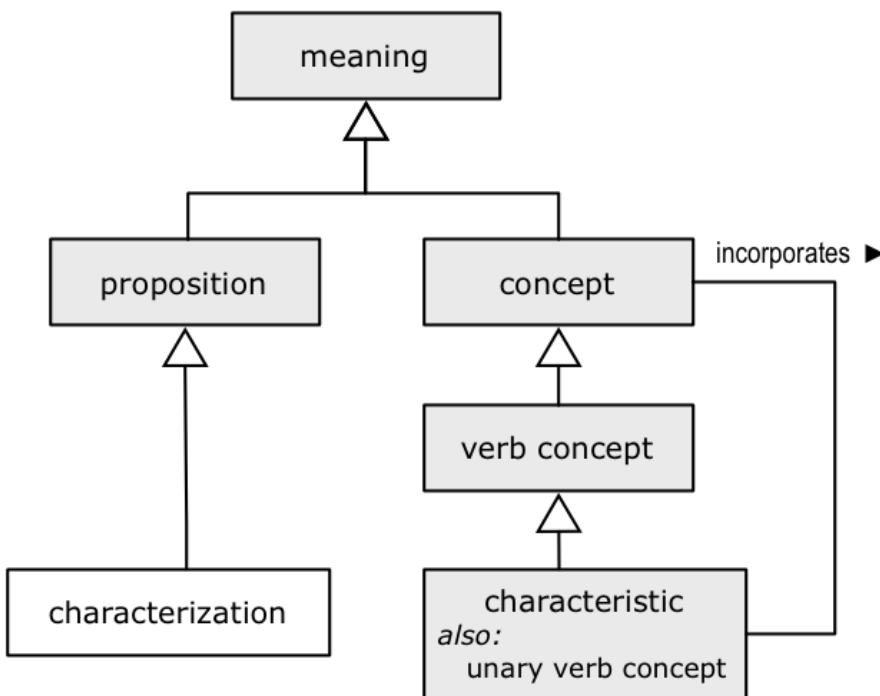 meaning
proposition
concept
incorporates ►
verb concept
characterization
characteristic
also:
unary verb concept